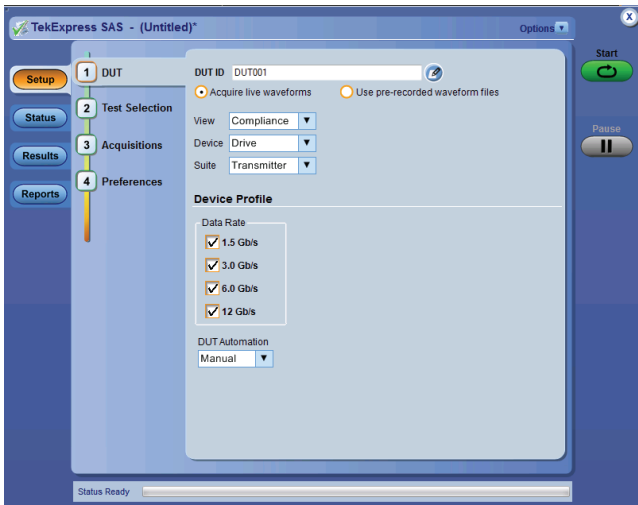 TekExpress SAS - (Untitled)*
Options
X
Start
Pause
Setup
Status
Results
Reports
1 DUT
2 Test Selection
3 Acquisitions
4 Preferences
DUT ID DUT001
Acquire live waveforms Use pre-recorded waveform files
View Compliance
Device Drive
Suite Transmitter
Device Profile
Data Rate
1.5 Gb/s
3.0 Gb/s
6.0 Gb/s
12 Gb/s
DUT Automation
Manual
Status Ready